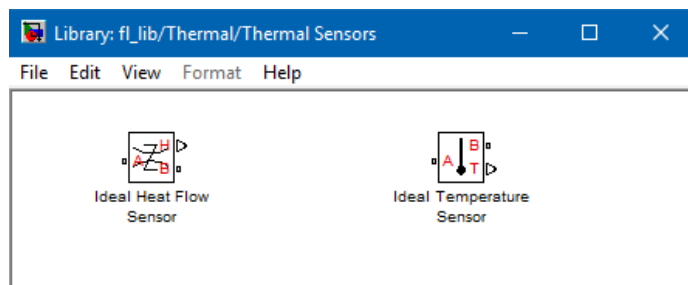 Library: fl_lib/Thermal/Thermal Sensors
File Edit View Format Help
A H B
Ideal Heat Flow
Sensor
A B T
Ideal Temperature
Sensor